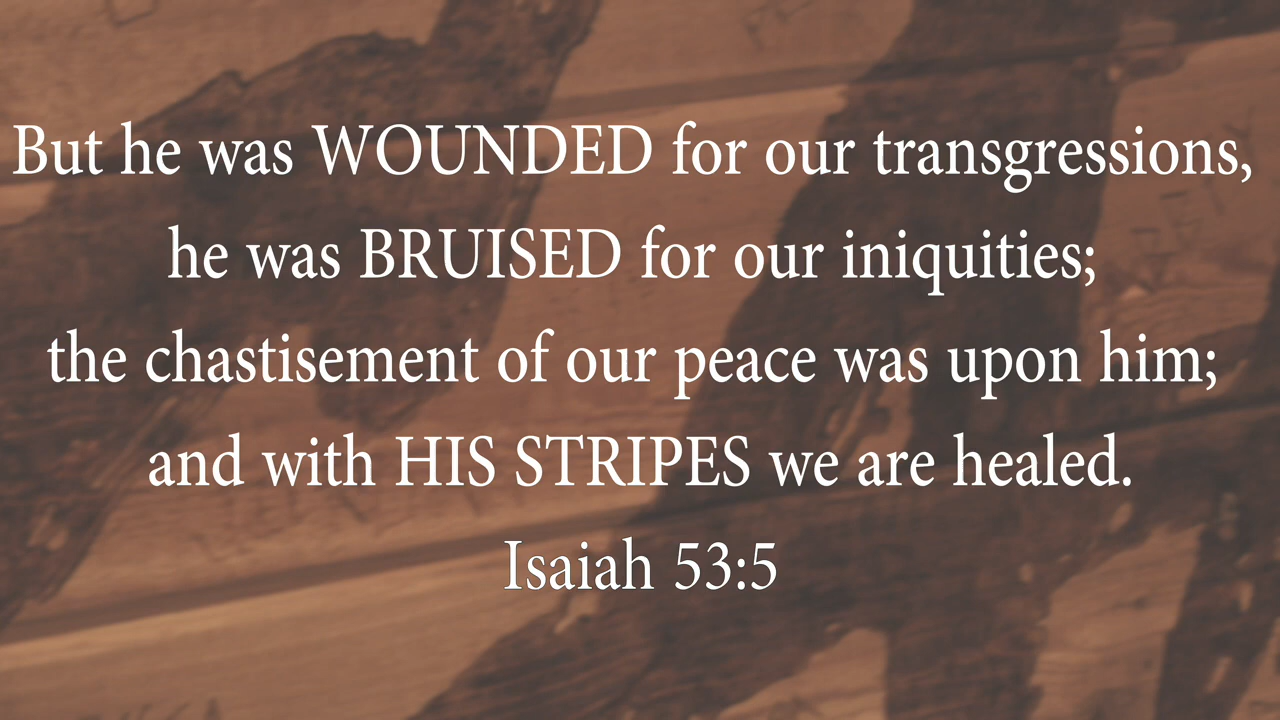 But he was WOUNDED for our transgressions,
he was BRUISED for our iniquities;
the chastisement of our peace was upon him;
and with HIS STRIPES we are healed.
Isaiah 53:5